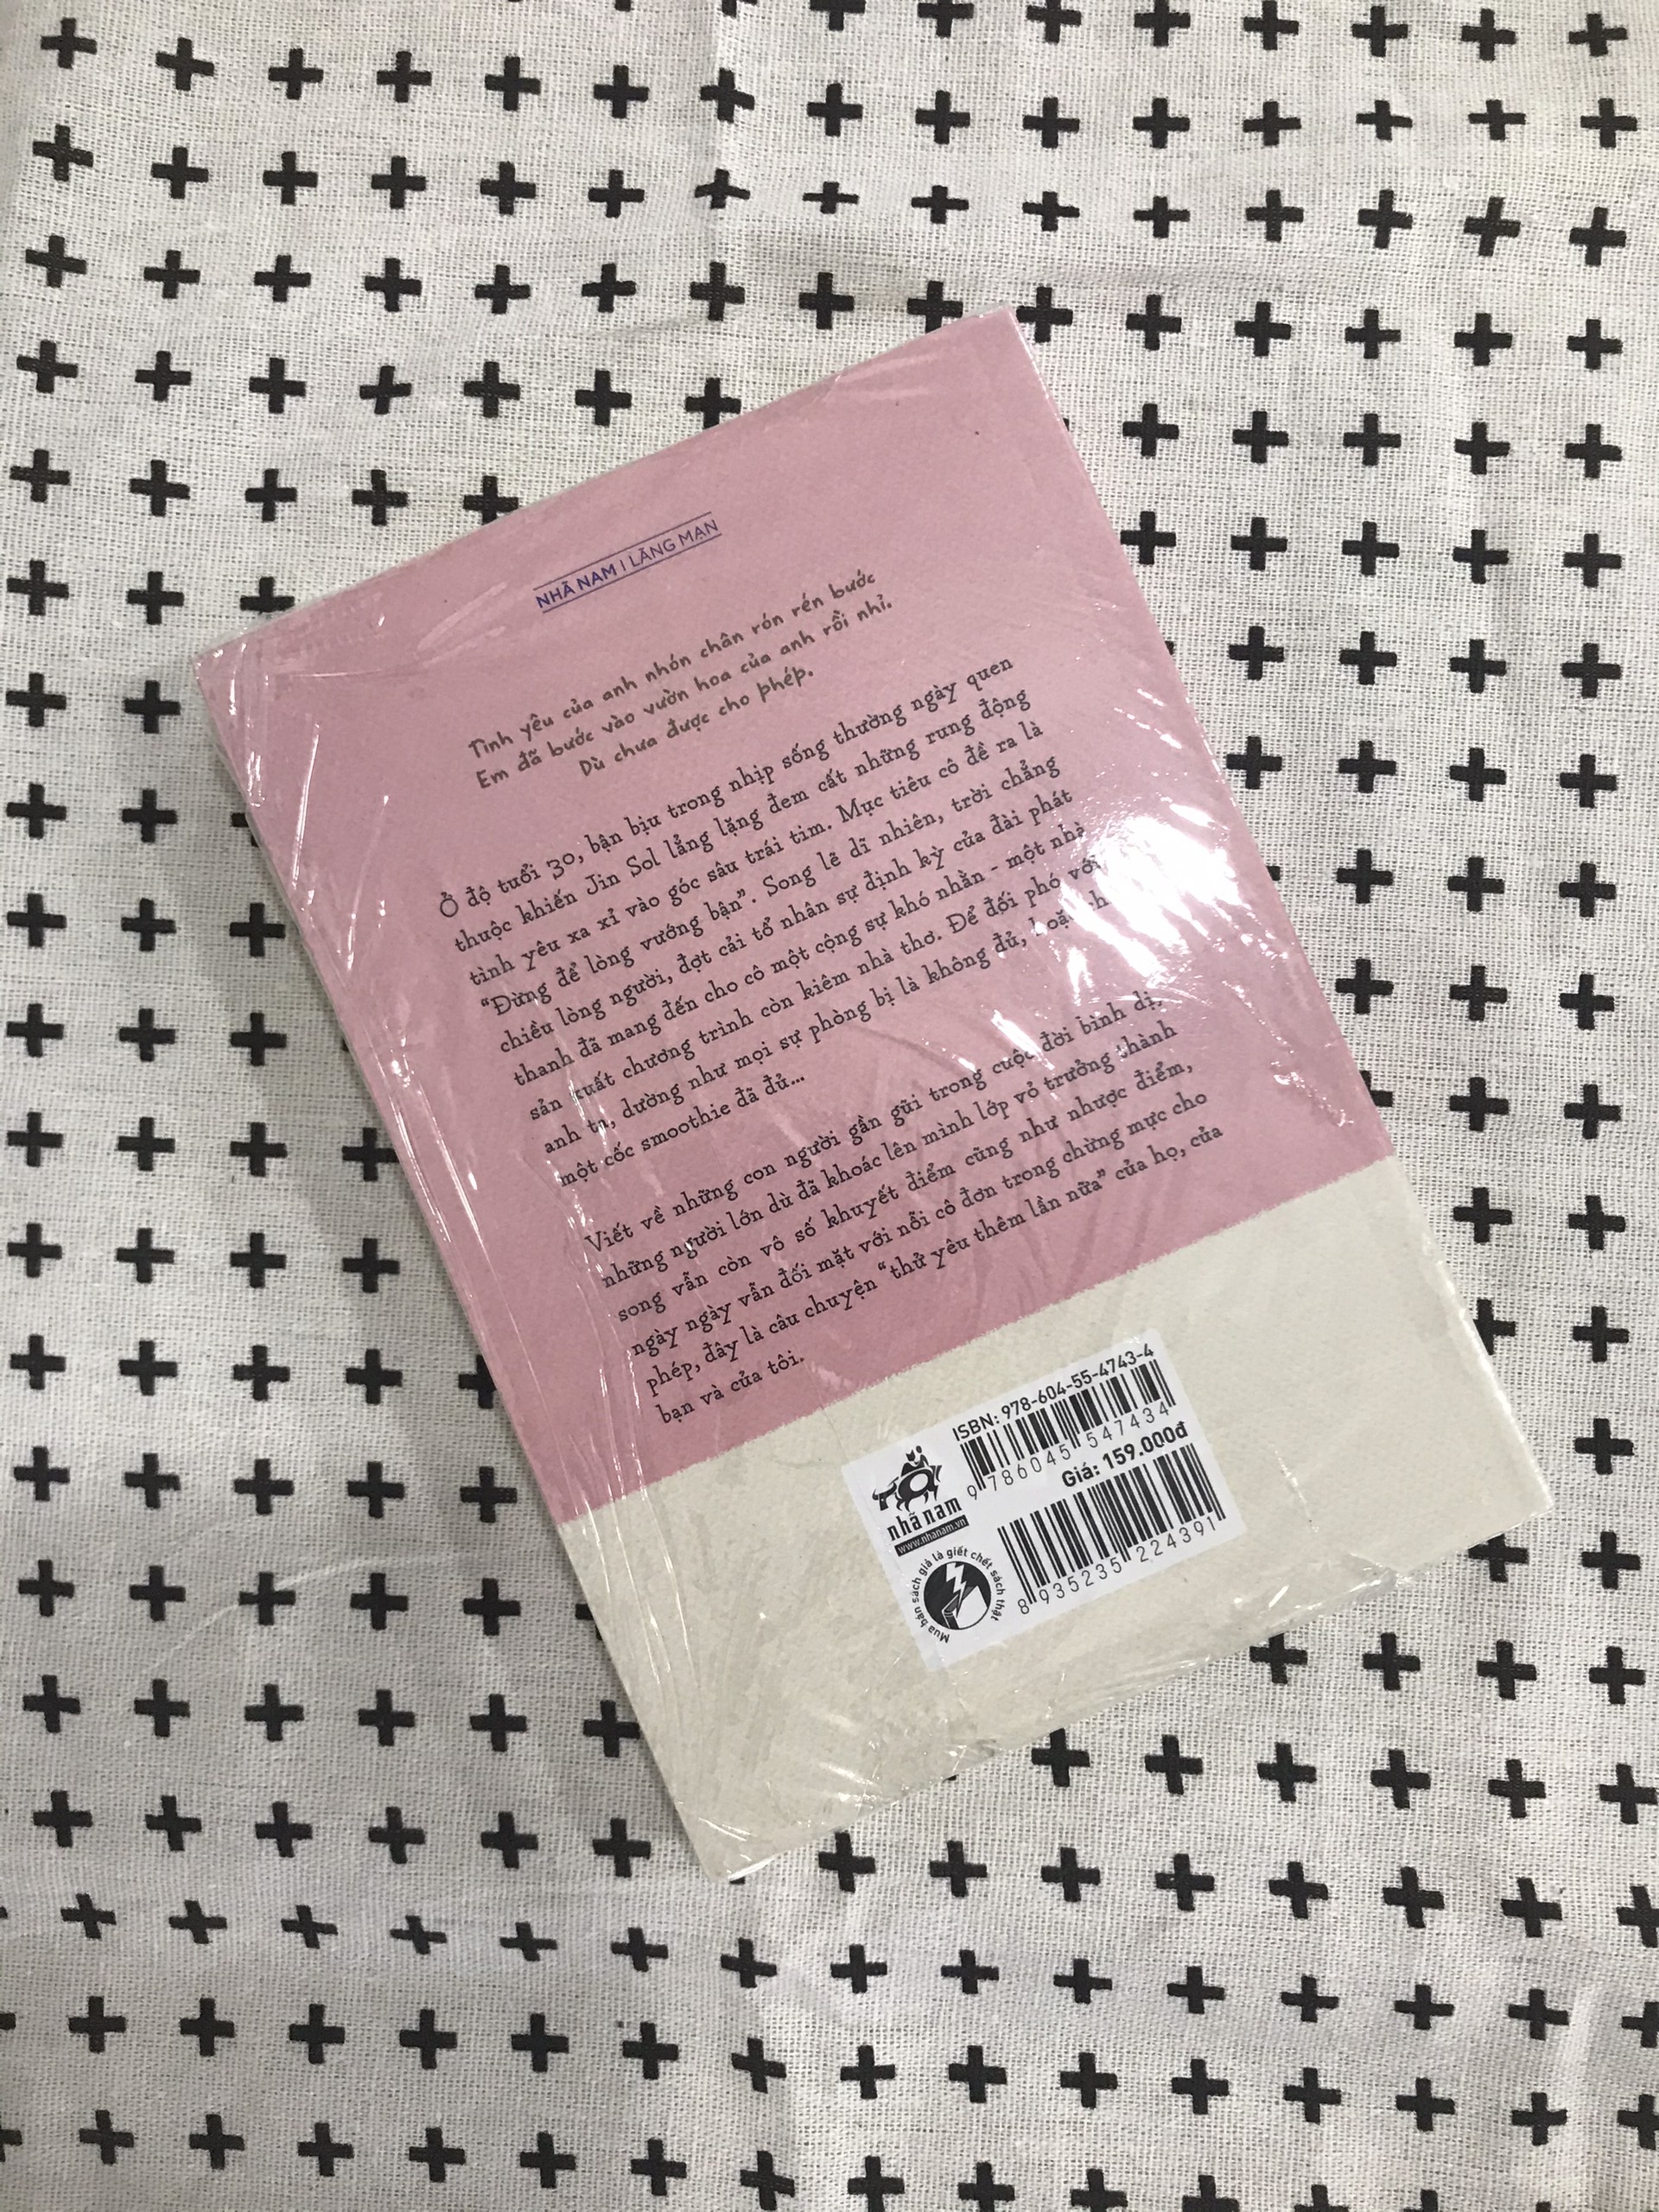 NHÃ NAM | LÃNG MẠN
Tình yêu của anh nhón chân rón rén bước
Em đã bước vào vườn hoa của anh rồi nhỉ.
Dù chưa được cho phép.
Ở độ tuổi 30, bận bịu trong nhịp sống thường ngày quen
thuộc khiến Jin Sol lẳng lặng đem cất những rung động
tình yêu xa xỉ vào góc sâu trái tim. Mục tiêu cô đề ra là
“Đừng để lòng vướng bận”. Song lẽ dĩ nhiên, trời chẳng
chiều lòng người, đợt cải tổ nhân sự định kỳ của đài phát
thanh đã mang đến cho cô một cộng sự khó nhằn - một nhà
sản xuất chương trình còn kiêm nhà thơ. Để đối phó với
anh ta, dường như mọi sự phòng bị là không đủ, hoặc
một cốc smoothie đã đủ...
Viết về những con người gần gũi trong cuộc đời bình dị,
những người lớn dù đã khoác lên mình lớp vỏ trưởng thành
song vẫn còn vô số khuyết điểm cũng như nhược điểm,
ngày ngày vẫn đối mặt với nỗi cô đơn trong chừng mực cho
phép, đây là câu chuyện “thử yêu thêm lần nữa” của họ, của
bạn và của tôi.
ISBN: 978-604-55-4743-4
9 786045 547434
Giá: 159.000đ
8 935235 224391
nhã nam
www.nhanam.vn
Mua bán sách giả là giết chết sách thật